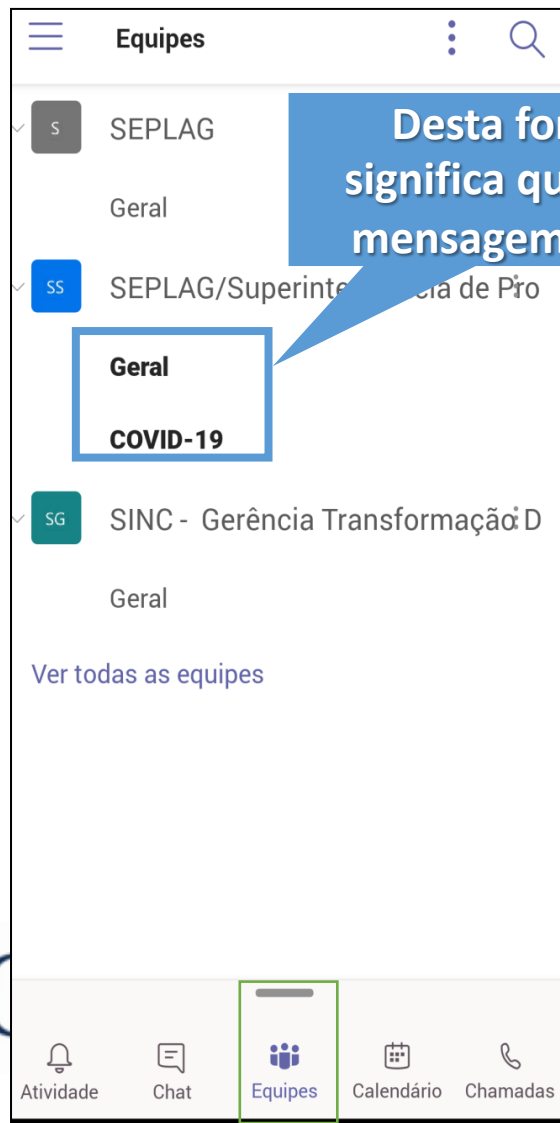 Equipes
S
SEPLAG
Desta for
significa qu
mensagem
Geral
SS
SEPLAG/Superinte cia de Pro
Geral
COVID-19
SG
SINC - Gerência Transformação D
Geral
Ver todas as equipes
Atividade
Chat
Equipes
Calendário
Chamadas